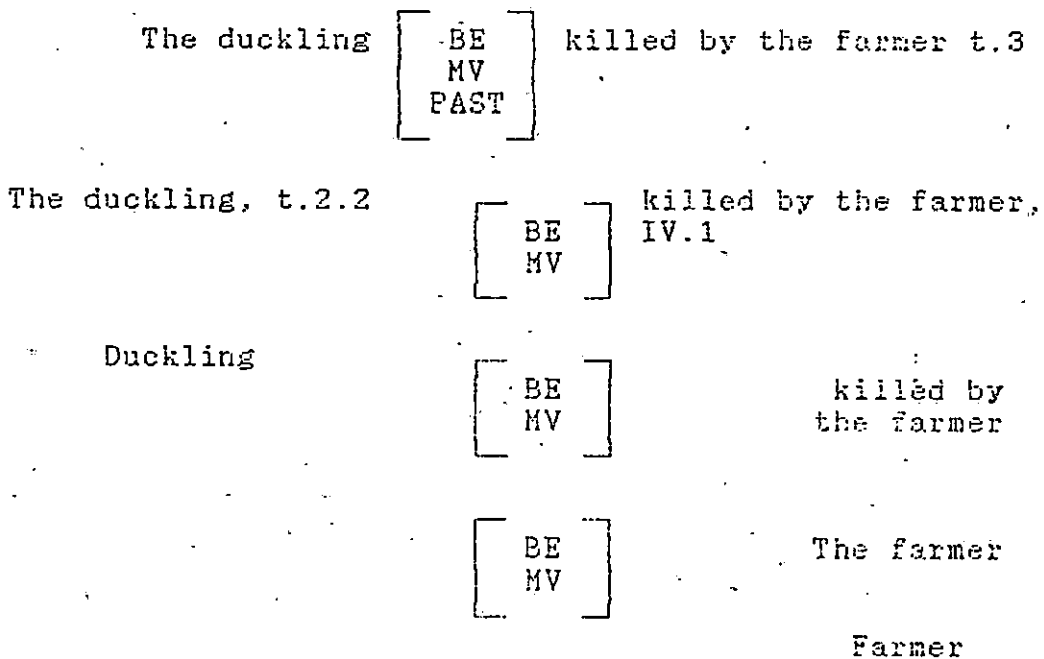 The duckling [ BE ] killed by the farmer t.3
MV
PAST
The duckling, t.2.2 killed by the farmer,
BE IV.1
MV
Duckling
BE killed by
MV the farmer
BE The farmer
MV
Farmer